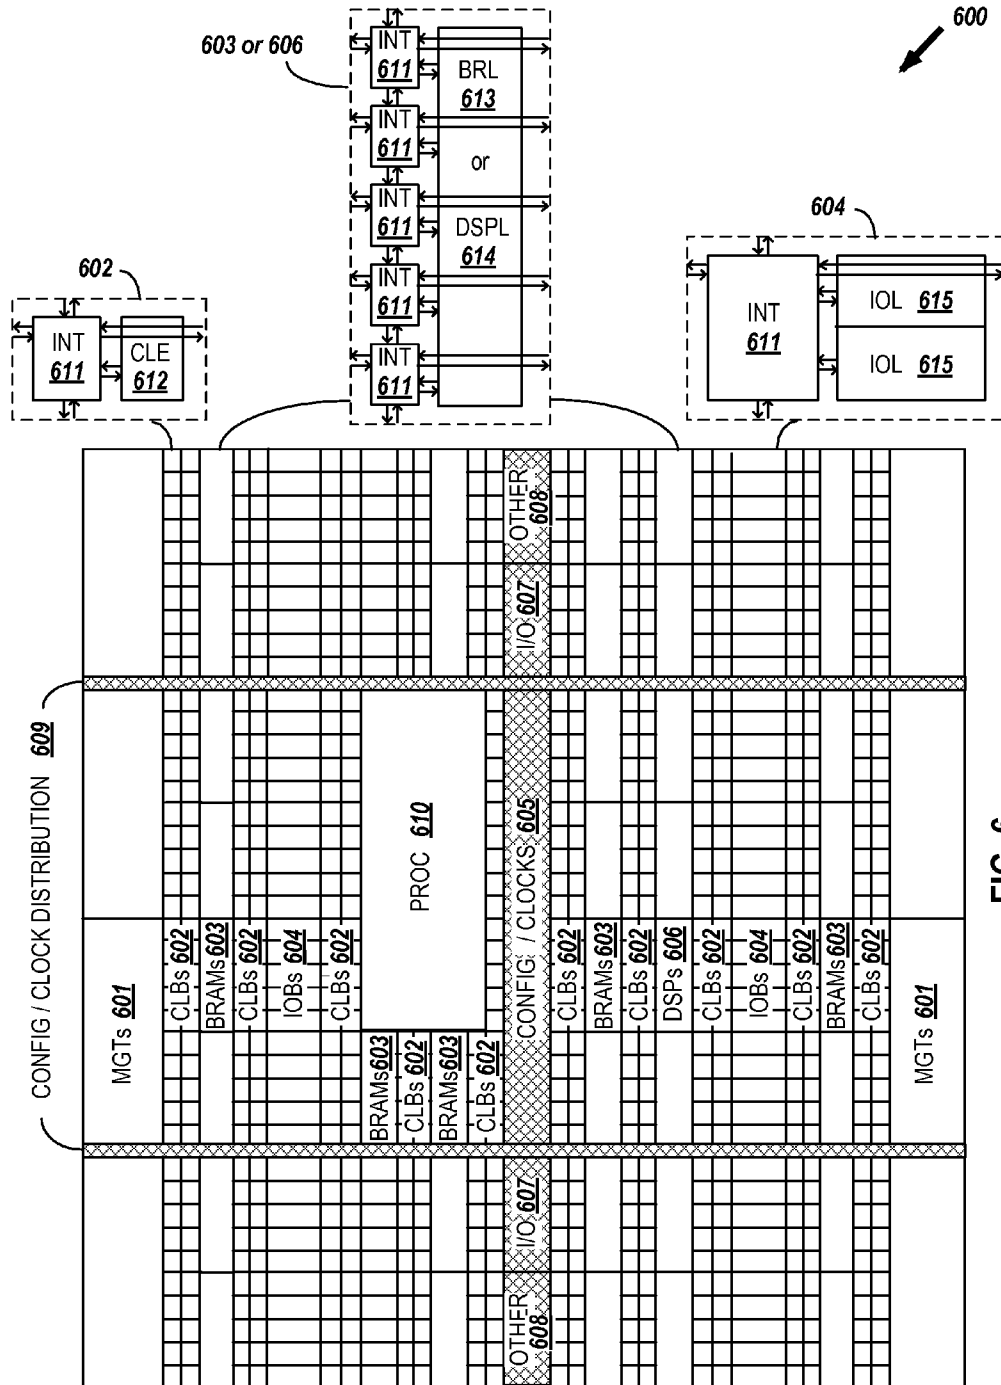 600
603 or 606
INT
611
INT
611
INT
611
INT
611
INT
611
BRL
613
or
DSPL
614
604
INT
611
IOL 615
IOL 615
602
INT
611
CLE
612
CONFIG / CLOCK DISTRIBUTION 609
MGTs 601
CLBs 602
BRAMs 603
CLBs 602
IOBs 604
CLBs 602
BRAMs 603
CLBs 602
BRAMs 603
CLBs 602
PROC 610
OTHER 608
I/O 607
CONFIG / CLOCKS 605
I/O 607
OTHER 608
CLBs 602
BRAMs 603
CLBs 602
DSPs 606
CLBs 602
IOBs 604
CLBs 602
BRAMs 603
CLBs 602
MGTs 601
FIG. 6